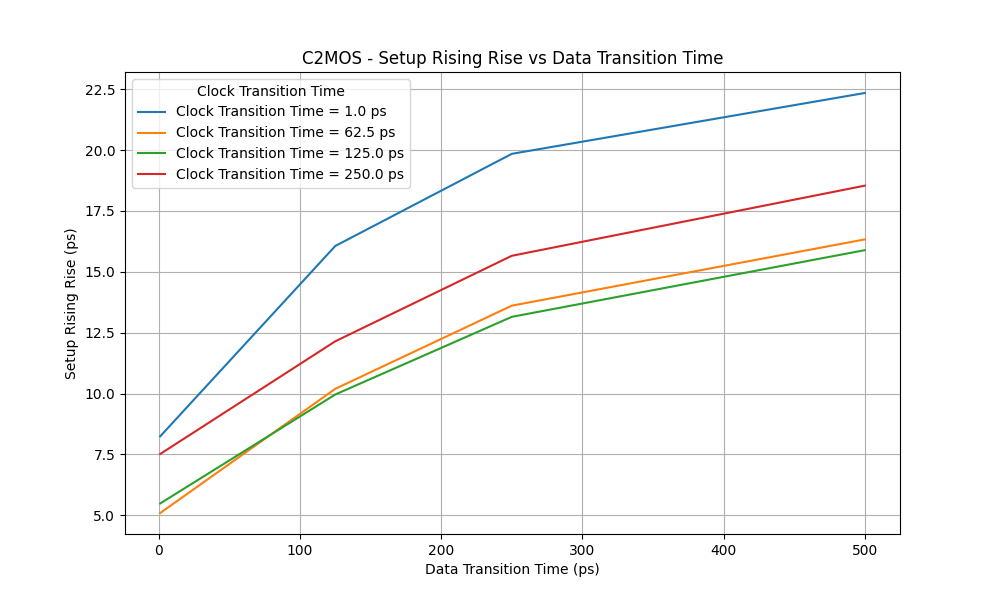 C2MOS - Setup Rising Rise vs Data Transition Time
Clock Transition Time
Clock Transition Time = 1.0 ps
Clock Transition Time = 62.5 ps
Clock Transition Time = 125.0 ps
Clock Transition Time = 250.0 ps
Setup Rising Rise (ps)
22.5
20.0
17.5
15.0
12.5
10.0
7.5
5.0
0 100 200 300 400 500
Data Transition Time (ps)